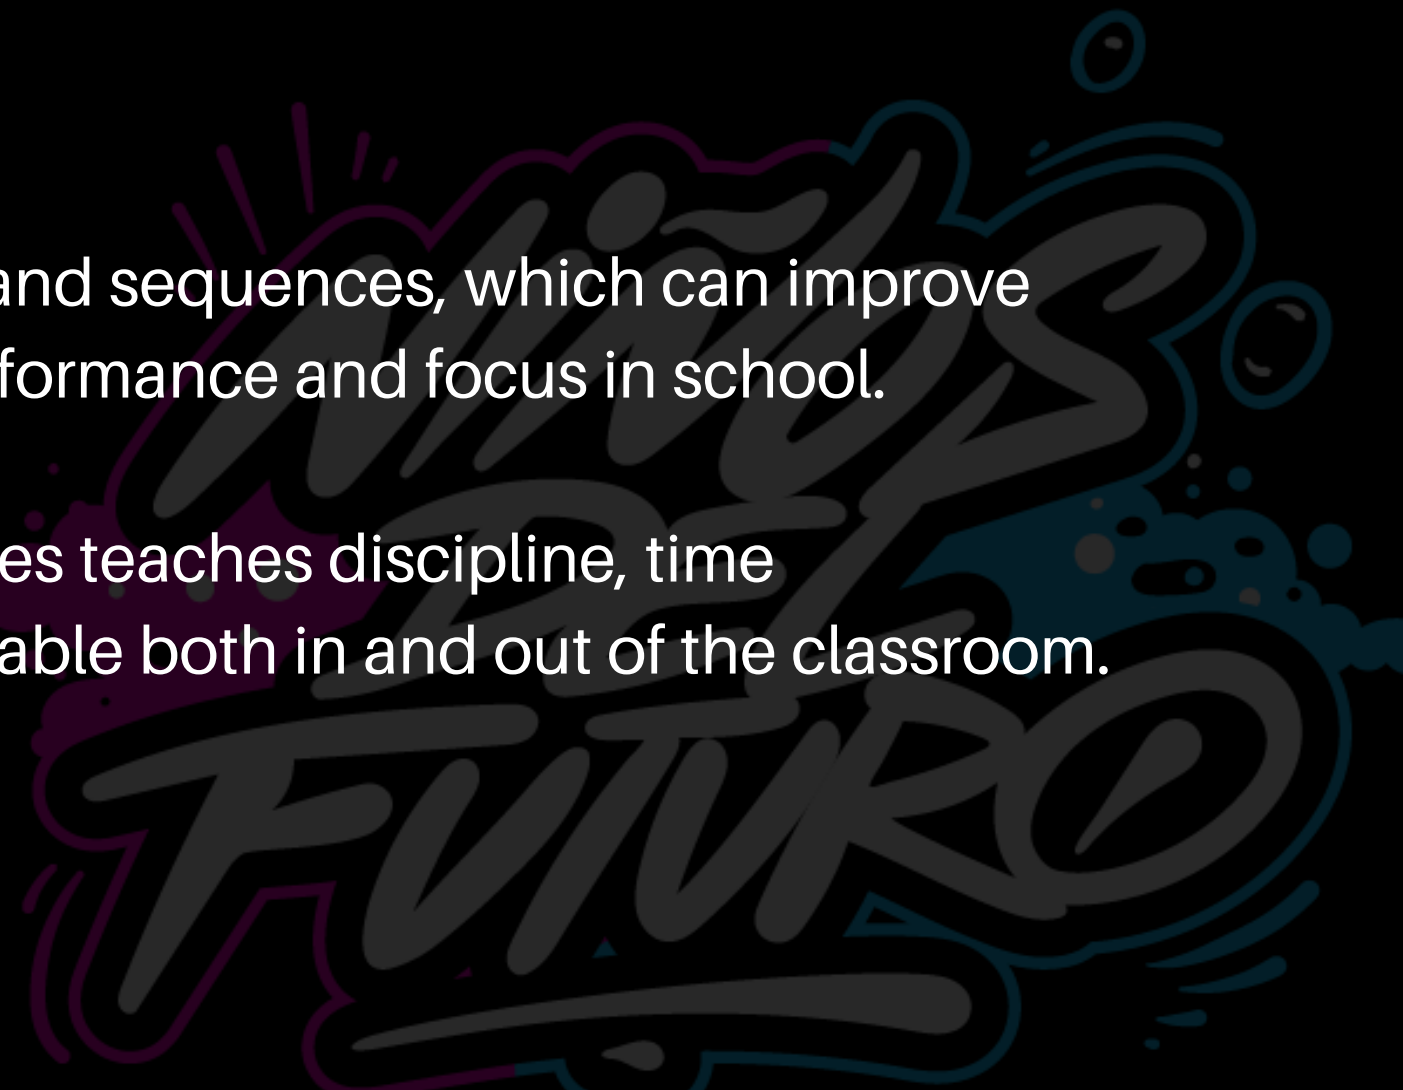 and sequences, which can improve
formance and focus in school.
es teaches discipline, time
able both in and out of the classroom.
NIÑOS
DEL
FUTURO